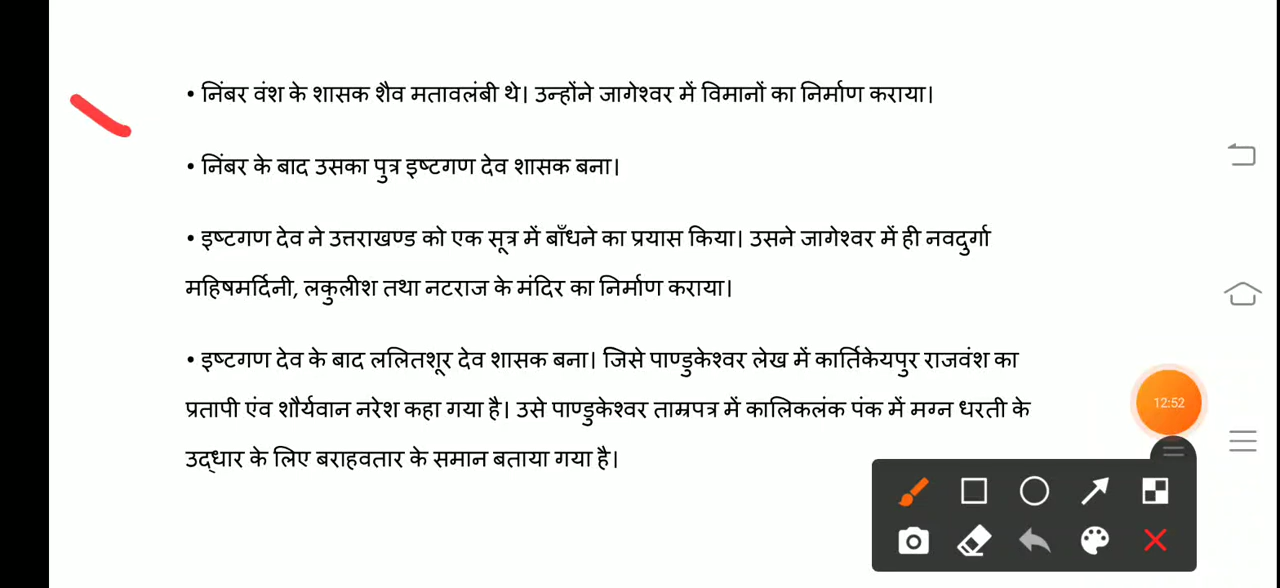 • निंबर वंश के शासक शैव मतावलंबी थे। उन्होंने जागेश्वर में विमानों का निर्माण कराया।
• निंबर के बाद उसका पुत्र इष्टगण देव शासक बना।
• इष्टगण देव ने उत्तराखण्ड को एक सूत्र में बाँधने का प्रयास किया। उसने जागेश्वर में ही नवदुर्गा
महिषमर्दिनी, लकुलीश तथा नटराज के मंदिर का निर्माण कराया।
• इष्टगण देव के बाद ललितशूर देव शासक बना। जिसे पाण्डुकेश्वर लेख में कार्तिकेयपुर राजवंश का
प्रतापी एंव शौर्यवान नरेश कहा गया है। उसे पाण्डुकेश्वर ताम्रपत्र में कालिकलंक पंक में मग्न धरती के
उद्धार के लिए बराहवतार के समान बताया गया है।
12:52